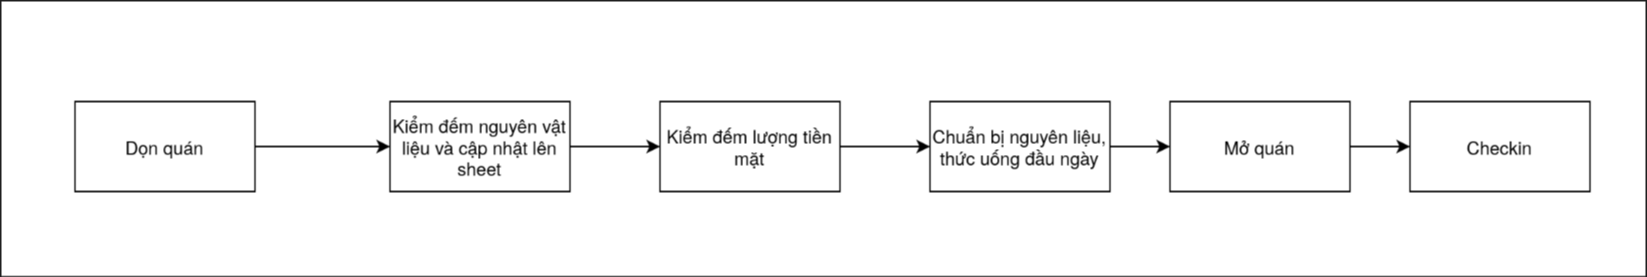 Dọn quán
Kiểm đếm nguyên vật
liệu và cập nhật lên
sheet
Kiểm đếm lượng tiền
mặt
Chuẩn bị nguyên liệu,
thức uống đầu ngày
Mở quán
Checkin